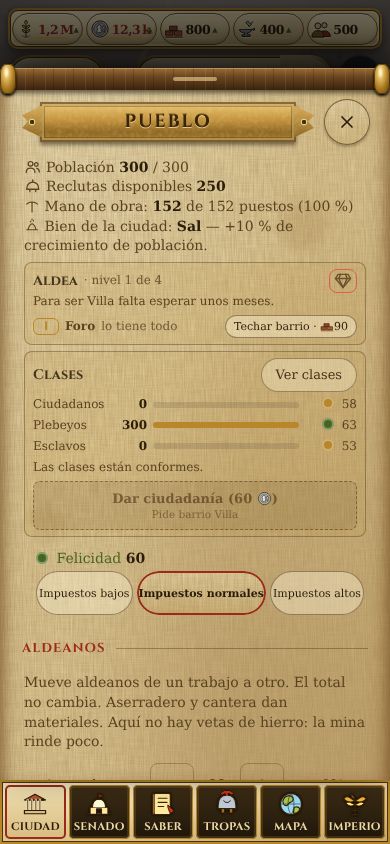 1,2 M
12,3 k
800
400
500
PUEBLO
Población 300 / 300
Reclutas disponibles 250
Mano de obra: 152 de 152 puestos (100 %)
Bien de la ciudad: Sal — +10 % de
crecimiento de población.
ALDEA · nivel 1 de 4
Para ser Villa falta esperar unos meses.
I Foro lo tiene todo
Techar barrio · 90
CLASES
Ver clases
Ciudadanos 0 58
Plebeyos 300 63
Esclavos 0 53
Las clases están conformes.
Dar ciudadanía (60 )
Pide barrio Villa
Felicidad 60
Impuestos bajos
Impuestos normales
Impuestos altos
ALDEANOS
Mueve aldeanos de un trabajo a otro. El total
no cambia. Aserradero y cantera dan
materiales. Aquí no hay vetas de hierro: la mina
rinde poco.
CIUDAD
SENADO
SABER
TROPAS
MAPA
IMPERIO